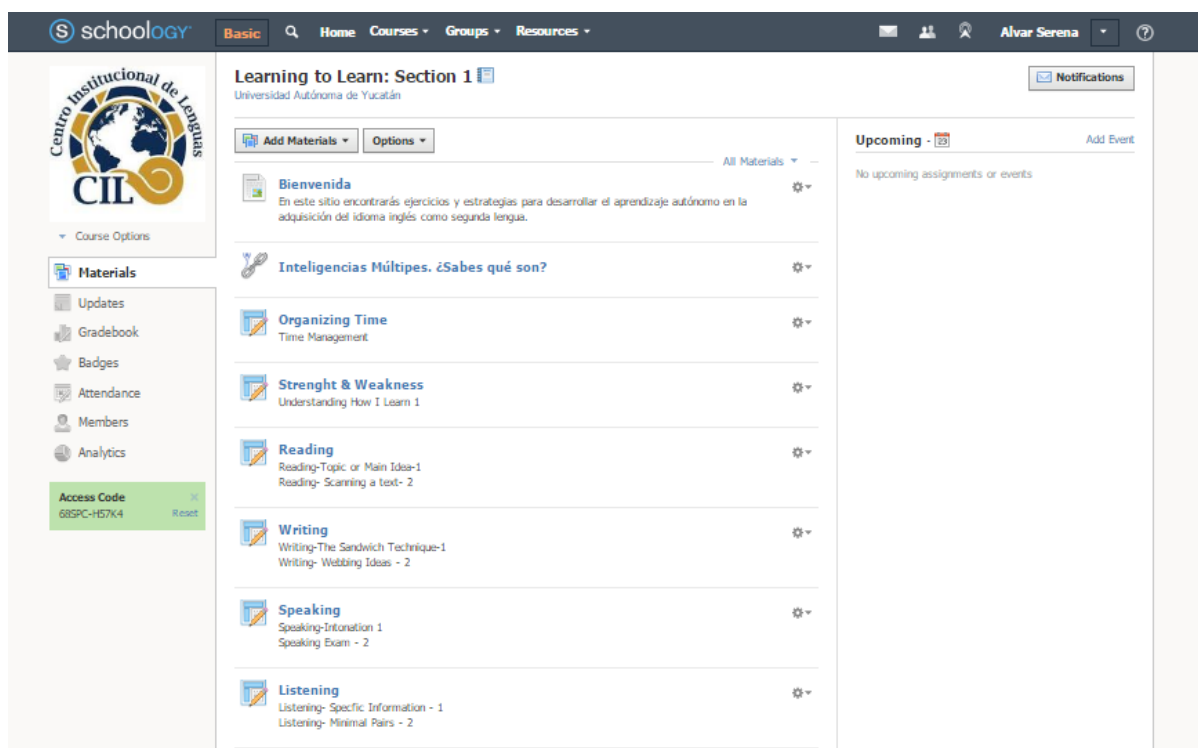 schoology
Basic
Home
Courses
Groups
Resources
Alvar Serena
Centro Institucional de Lenguas
CIL
Learning to Learn: Section 1
Universidad Autónoma de Yucatán
Notifications
Add Materials
Options
All Materials
Upcoming -
23
Add Event
No upcoming assignments or events
Course Options
Materials
Updates
Gradebook
Badges
Attendance
Members
Analytics
Access Code
68SPC-H57K4
Reset
Bienvenida
En este sitio encontrarás ejercicios y estrategias para desarrollar el aprendizaje autónomo en la
adquisición del idioma inglés como segunda lengua.
Inteligencias Múltipes. ¿Sabes qué son?
Organizing Time
Time Management
Strenght & Weakness
Understanding How I Learn 1
Reading
Reading-Topic or Main Idea-1
Reading- Scanning a text- 2
Writing
Writing-The Sandwich Technique-1
Writing- Webbing Ideas - 2
Speaking
Speaking-Intonation 1
Speaking Exam - 2
Listening
Listening- Specfic Information - 1
Listening- Minimal Pairs - 2